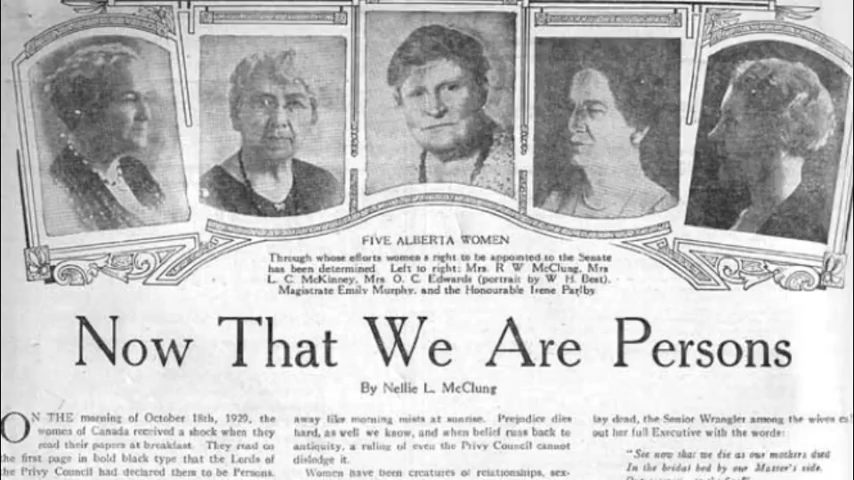 FIVE ALBERTA WOMEN
Through whose efforts women's right to be appointed to the Senate
has been determined Left to right: Mrs. R W McClung, Mrs
L. C. McKinney, Mrs O. C. Edwards (portrait by W H Best),
Magistrate Emily Murphy, and the Honourable Irene Parlby
Now That We Are Persons
By Nellie L. McClung
ON THE morning of October 18th, 1929, the
women of Canada received a shock when they
read their papers at breakfast. They read on
the first page in bold black type that the Lords of
the Privy Council had declared them to be Persons.
away like morning mists at sunrise. Prejudice dies
hard, as well we know, and when belief runs back to
antiquity, a ruling of even the Privy Council cannot
dislodge it.
Women have been creatures of relationships, sex-
lay dead, the Senior Wrangler among the wives
out her full Executive with the words:
"See now that we die as our mothers died
In the bridal bed by our Master's side.